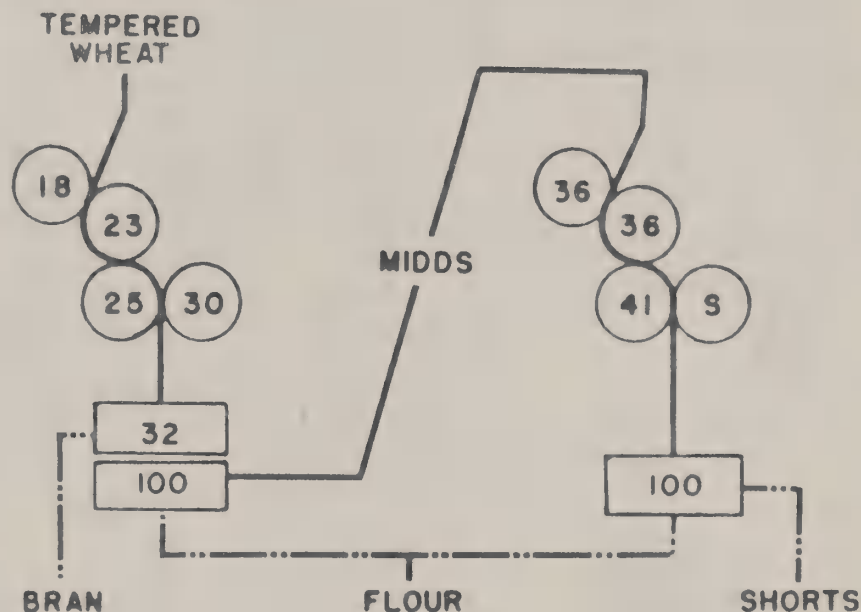 TEMPERED
WHEAT
18
23
25
30
32
100
MIDDS
36
36
41
S
100
BRAN
FLOUR
SHORTS